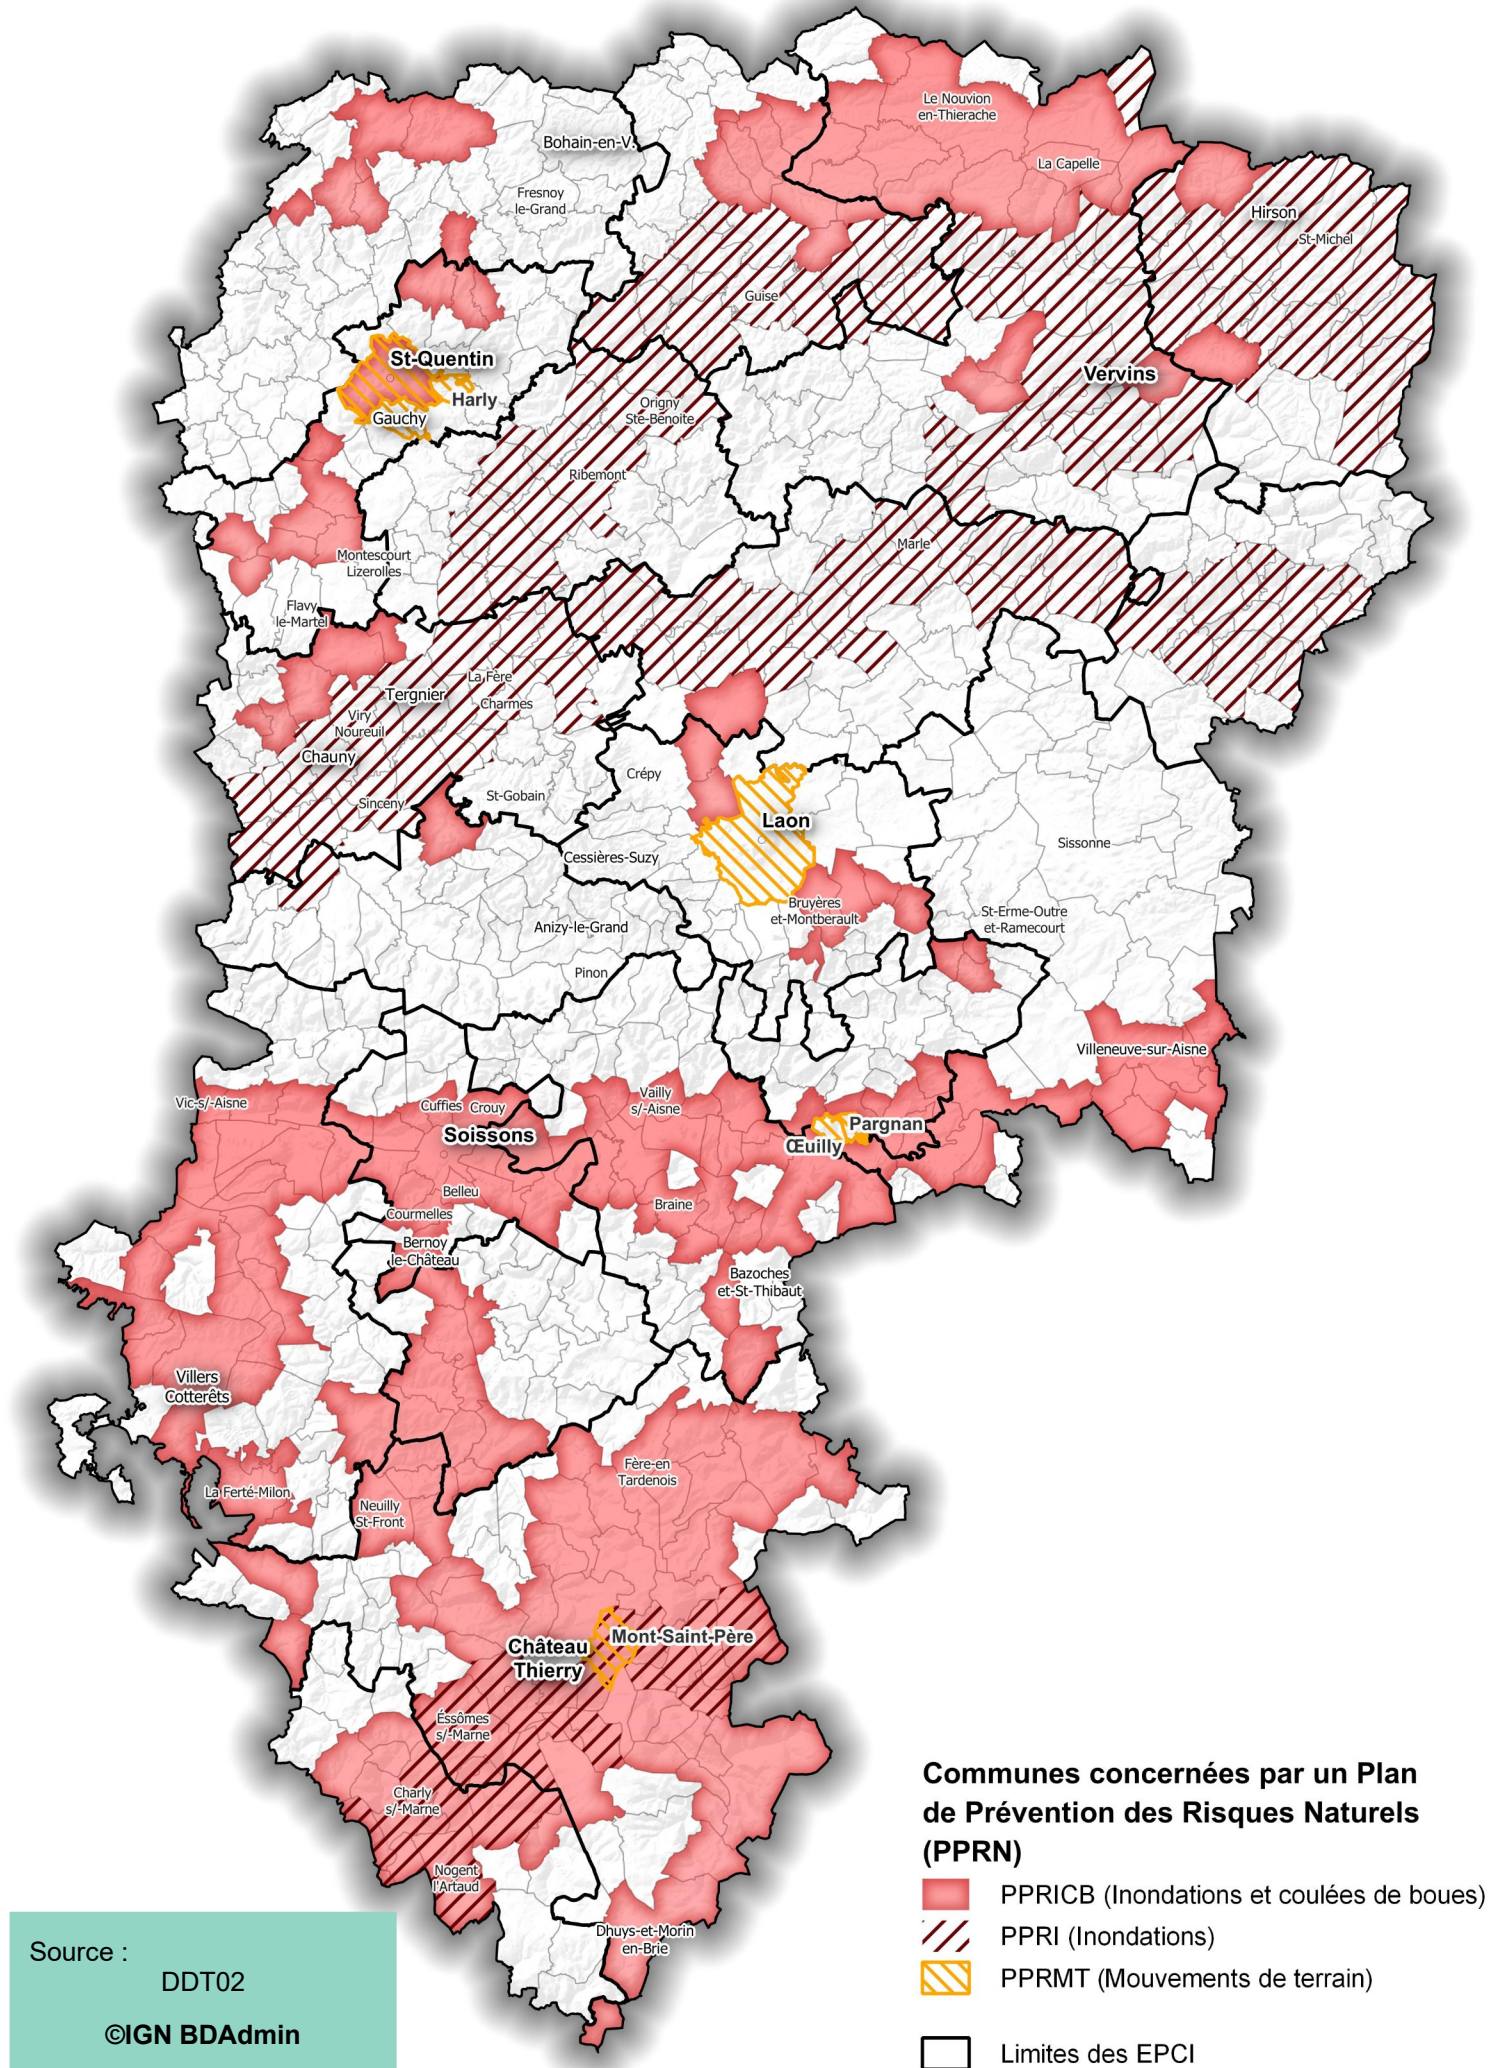 Le Nouvion
en-Thierache
Bohain-en-V.
La Capelle
Fresnoy
le-Grand
Hirson
St-Michel
Guise
St-Quentin
Vervins
Harly
Gauchy
Origny
Ste-Benoite
Ribemont
Marle
Montescourt
Lizerolles
Flavy
le-Martel
La Fère
Tergnier
Charmes
Viry
Noureuil
Chauny
Crépy
St-Gobain
Sinceny
Laon
Sissonne
Cessières-Suzy
Bruyères
et-Montberault
St-Erme-Outre
et-Ramecourt
Anizy-le-Grand
Pinon
Villeneuve-sur-Aisne
Vic-s/-Aisne
Vailly
s/-Aisne
Cuffies
Crouy
Soissons
Pargnan
Œuilly
Belleu
Braine
Courmelles
Bernoy
le-Château
Bazoches
et-St-Thibaut
Villers
Cotterêts
Fère-en
Tardenois
La Ferté-Milon
Neuilly
St-Front
Château
Thierry
Mont-Saint-Père
Éssômes
s/-Marne
Charly
s/-Marne
Nogent
l'Artaud
Dhuys-et-Morin
en-Brie
Communes concernées par un Plan
de Prévention des Risques Naturels
(PPRN)
PPRICB (Inondations et coulées de boues)
PPRI (Inondations)
PPRMT (Mouvements de terrain)
Limites des EPCI
Source :
DDT02
©IGN BDAdmin